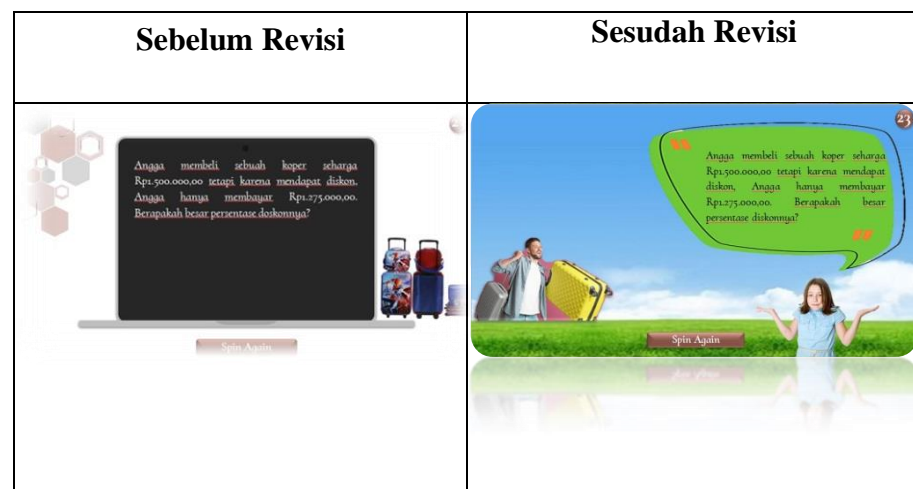 Sebelum Revisi
Sesudah Revisi
Angga membeli sebuah koper seharga
Rp1.500.000,00 tetapi karena mendapat diskon.
Angga hanya membayar Rp1.275.000,00.
Berapakah besar persentase doskonnya?
Spin Again
23
Angga membeli sebuah koper seharga
Rp1.500.000,00 tetapi karena mendapat
diskon, Angga hanya membayar
Rp1.275.000,00. Berapakah besar
persentase diskonnya?
Spin Again